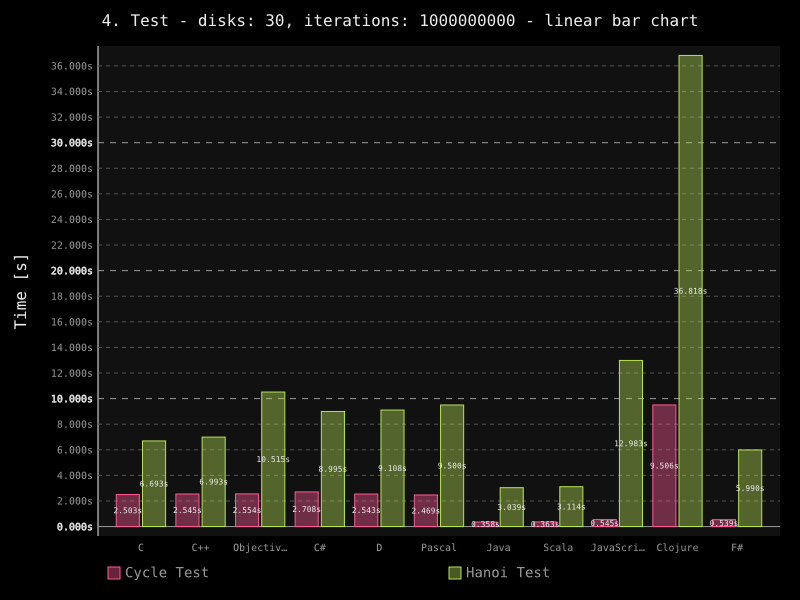 4. Test - disks: 30, iterations: 1000000000 - linear bar chart
Time [s]
36.000s
34.000s
32.000s
30.000s
28.000s
26.000s
24.000s
22.000s
20.000s
18.000s
16.000s
14.000s
12.000s
10.000s
8.000s
6.000s
4.000s
2.000s
0.000s
2.503s
6.693s
2.545s
6.993s
2.554s
10.515s
2.708s
8.995s
2.543s
9.108s
2.469s
9.500s
0.358s
3.039s
0.363s
3.114s
0.545s
12.983s
9.506s
36.818s
0.539s
5.990s
C
C++
Objectiv…
C#
D
Pascal
Java
Scala
JavaScri…
Clojure
F#
Cycle Test
Hanoi Test